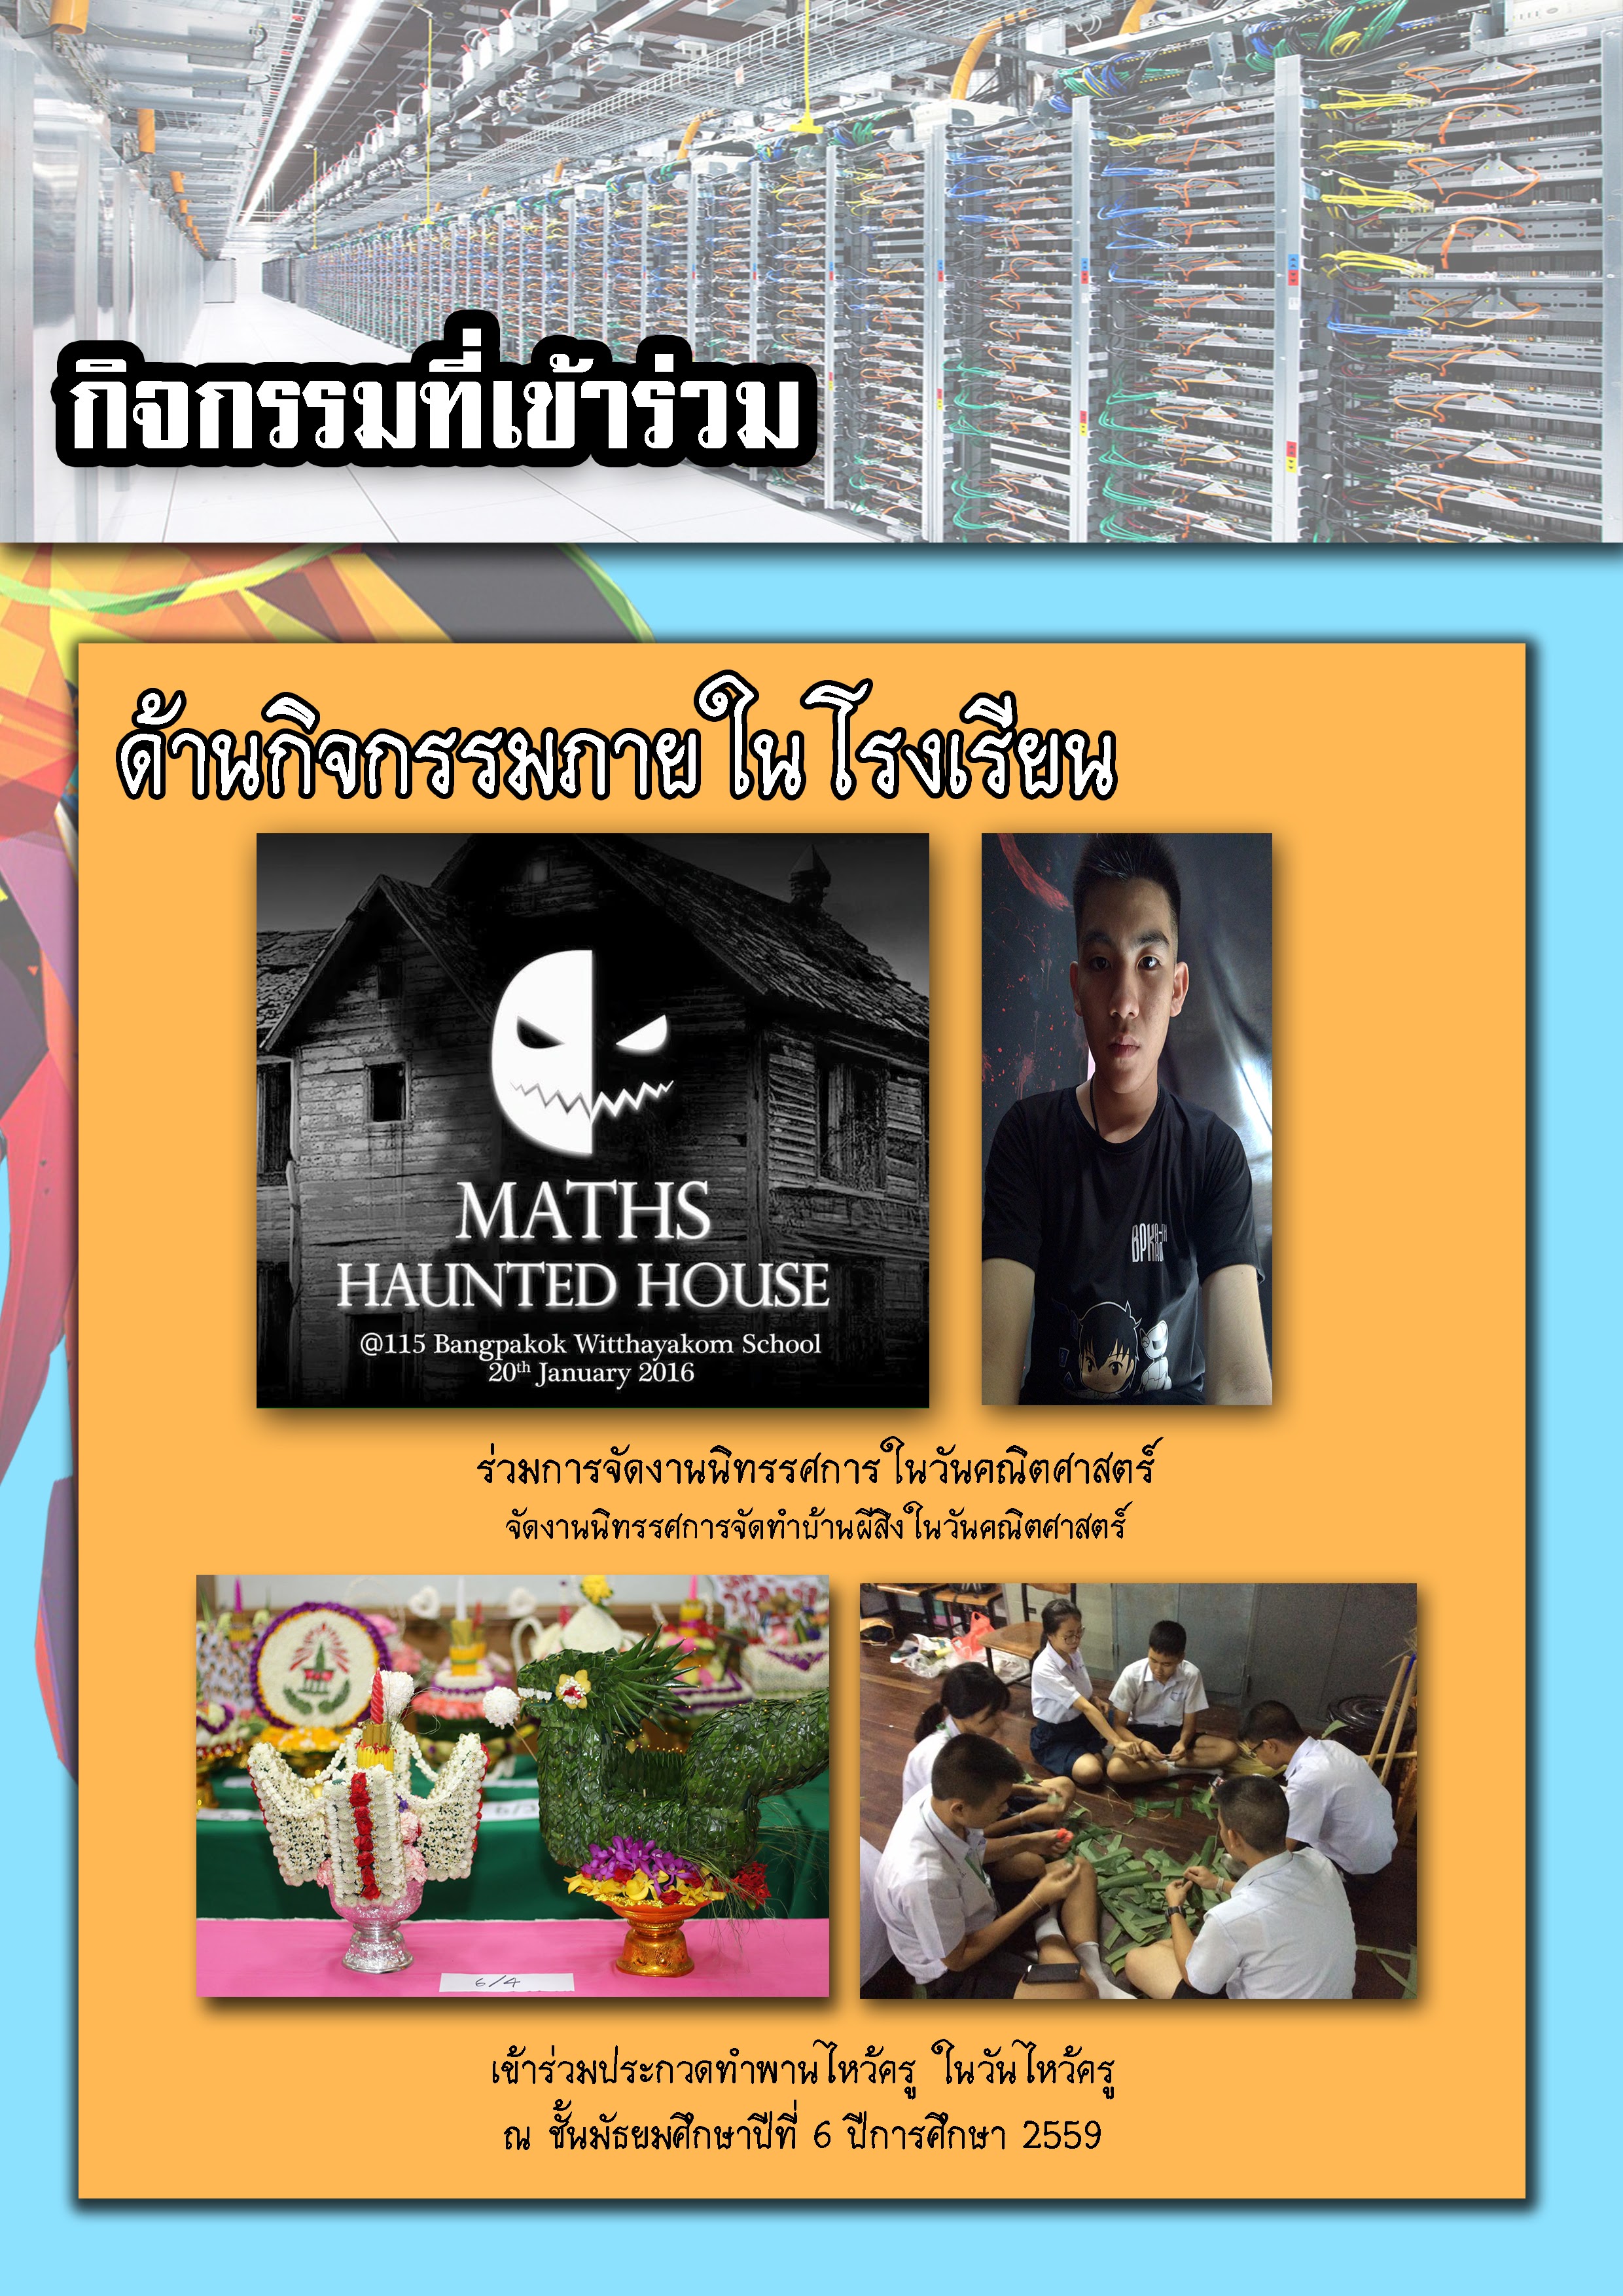 กิจกรรมที่เข้าร่วม
ด้านกิจกรรมภายในโรงเรียน
MATHS
HAUNTED HOUSE
@115 Bangpakok Witthayakom School
20th January 2016
ร่วมการจัดงานนิทรรศการในวันคณิตศาสตร์
จัดงานนิทรรศการจัดทำบ้านผีสิงในวันคณิตศาสตร์
6/4
เข้าร่วมประกวดทำพานไหว้ครู ในวันไหว้ครู
ณ ชั้นมัธยมศึกษาปีที่ 6 ปีการศึกษา 2559